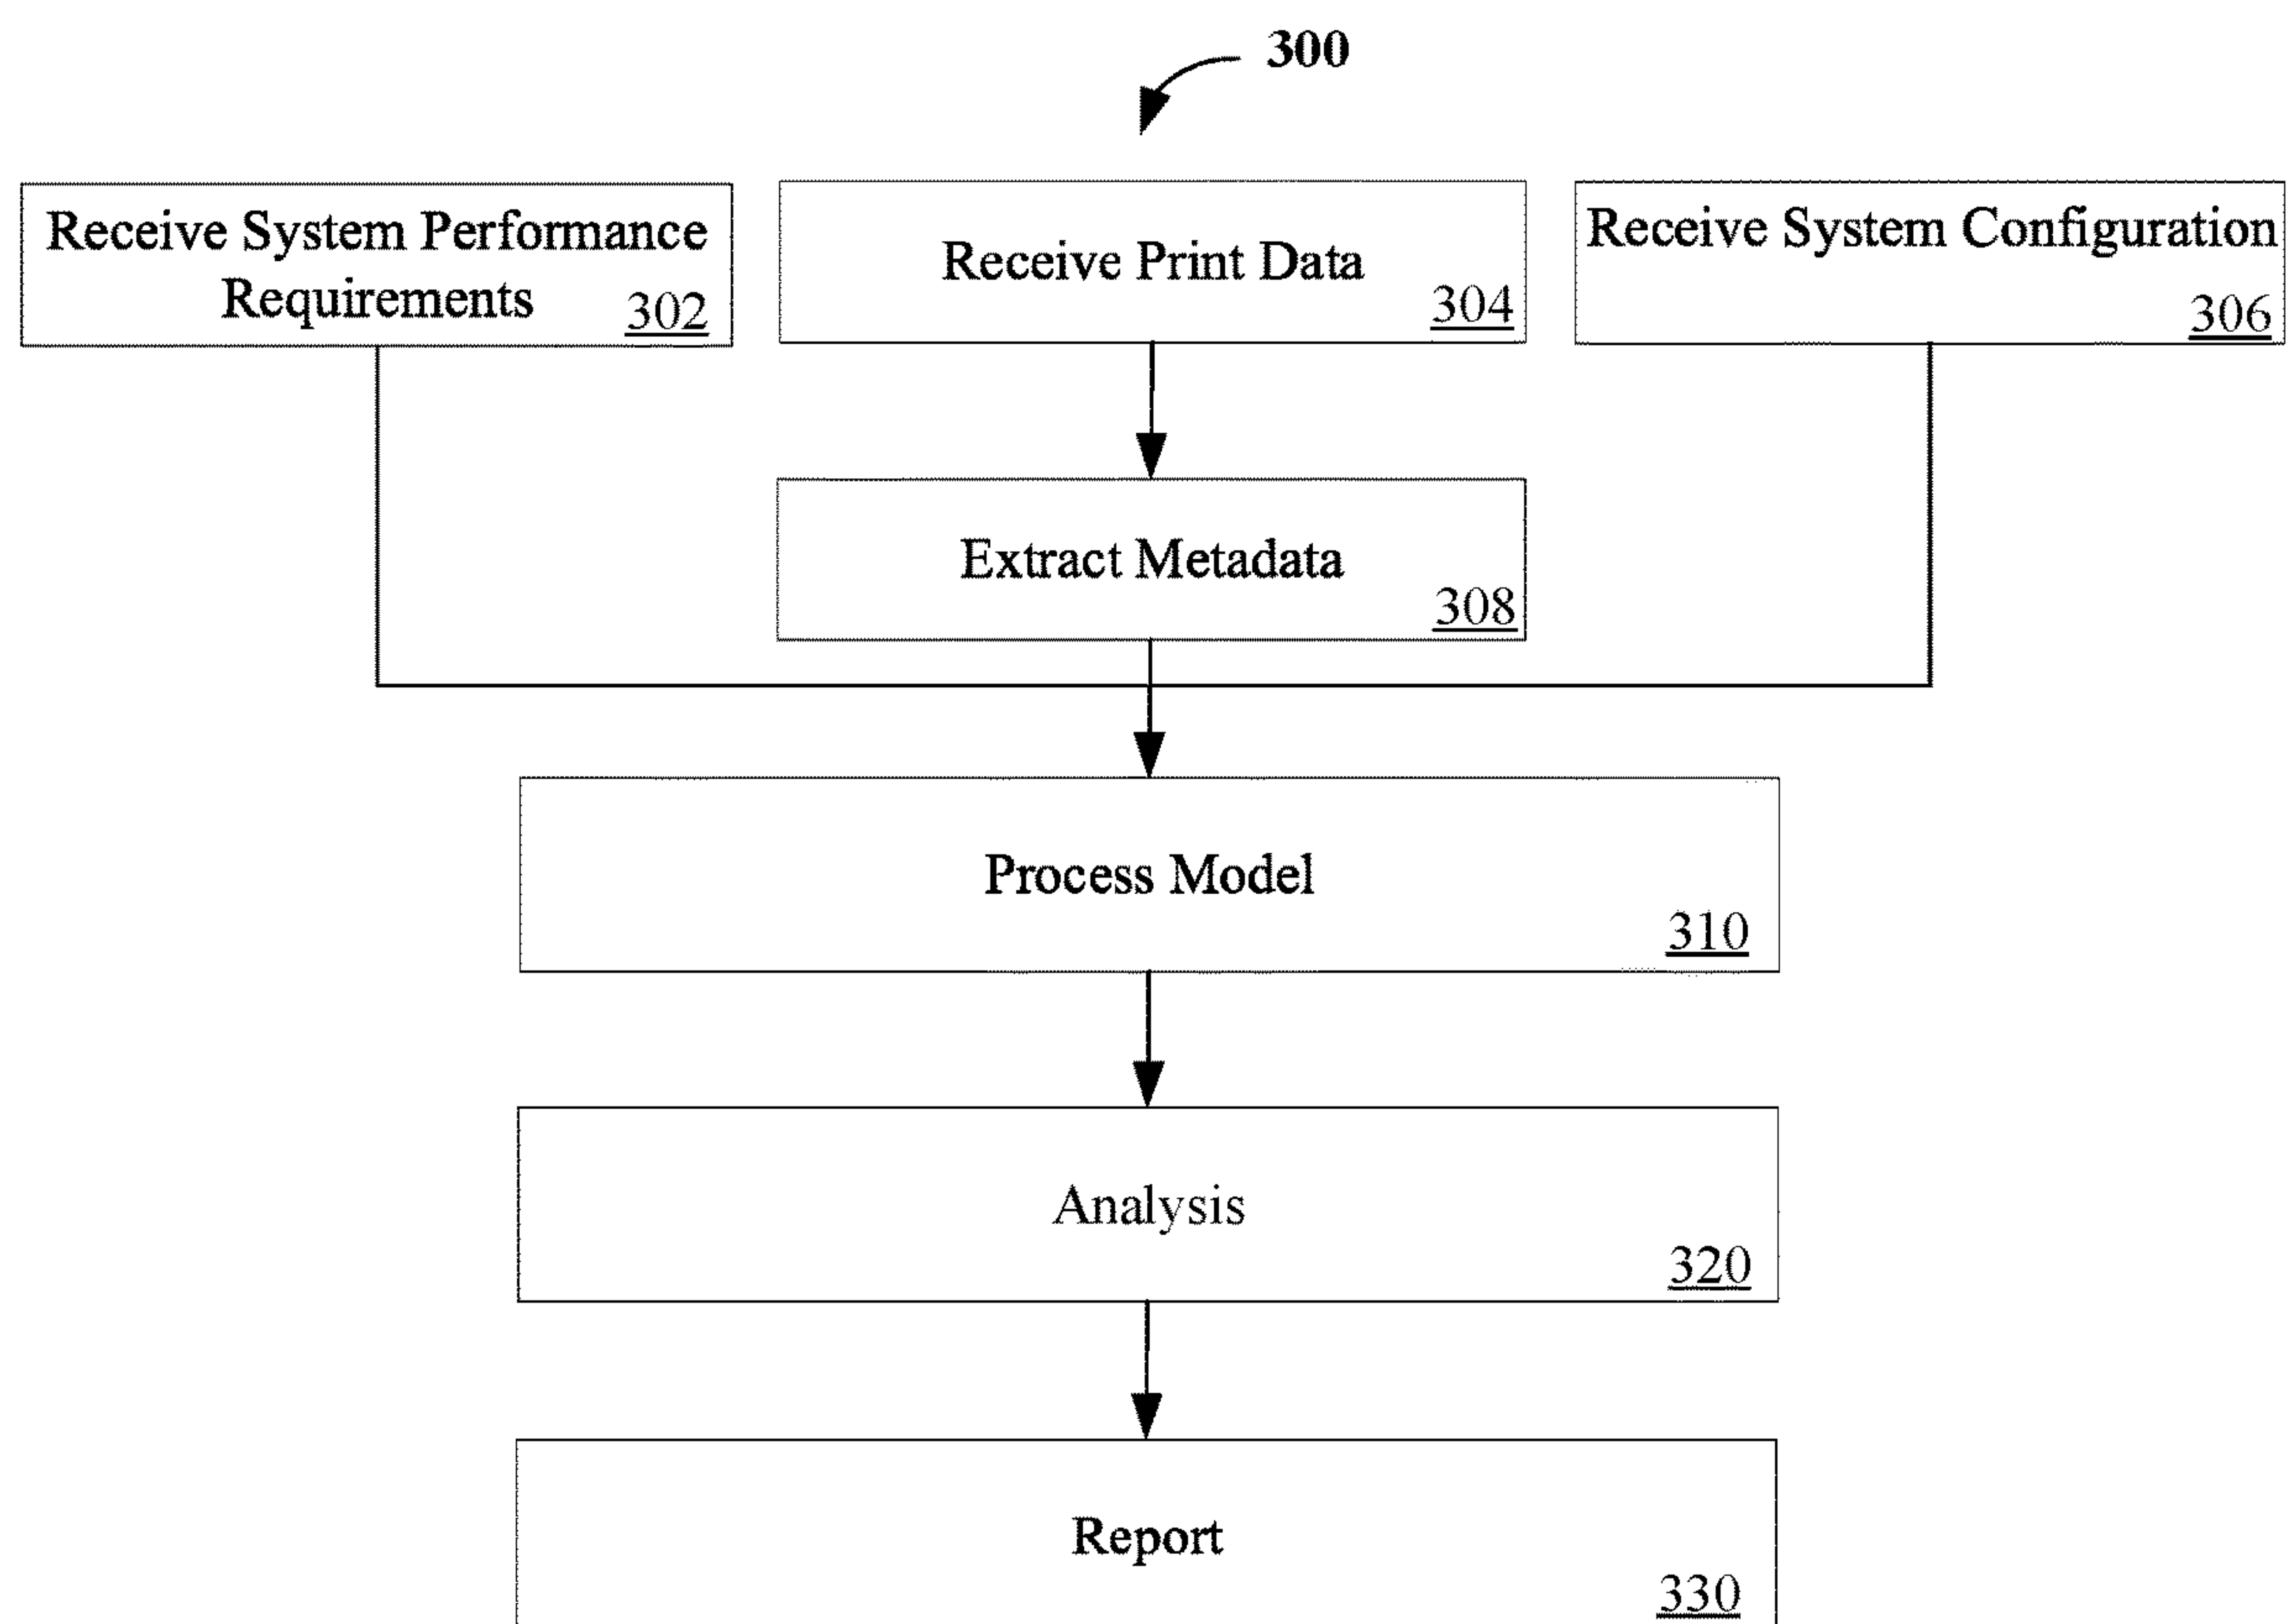 300
Receive System Performance
Requirements
302
Receive Print Data
304
Receive System Configuration
306
Extract Metadata
308
Process Model
310
Analysis
320
Report
330